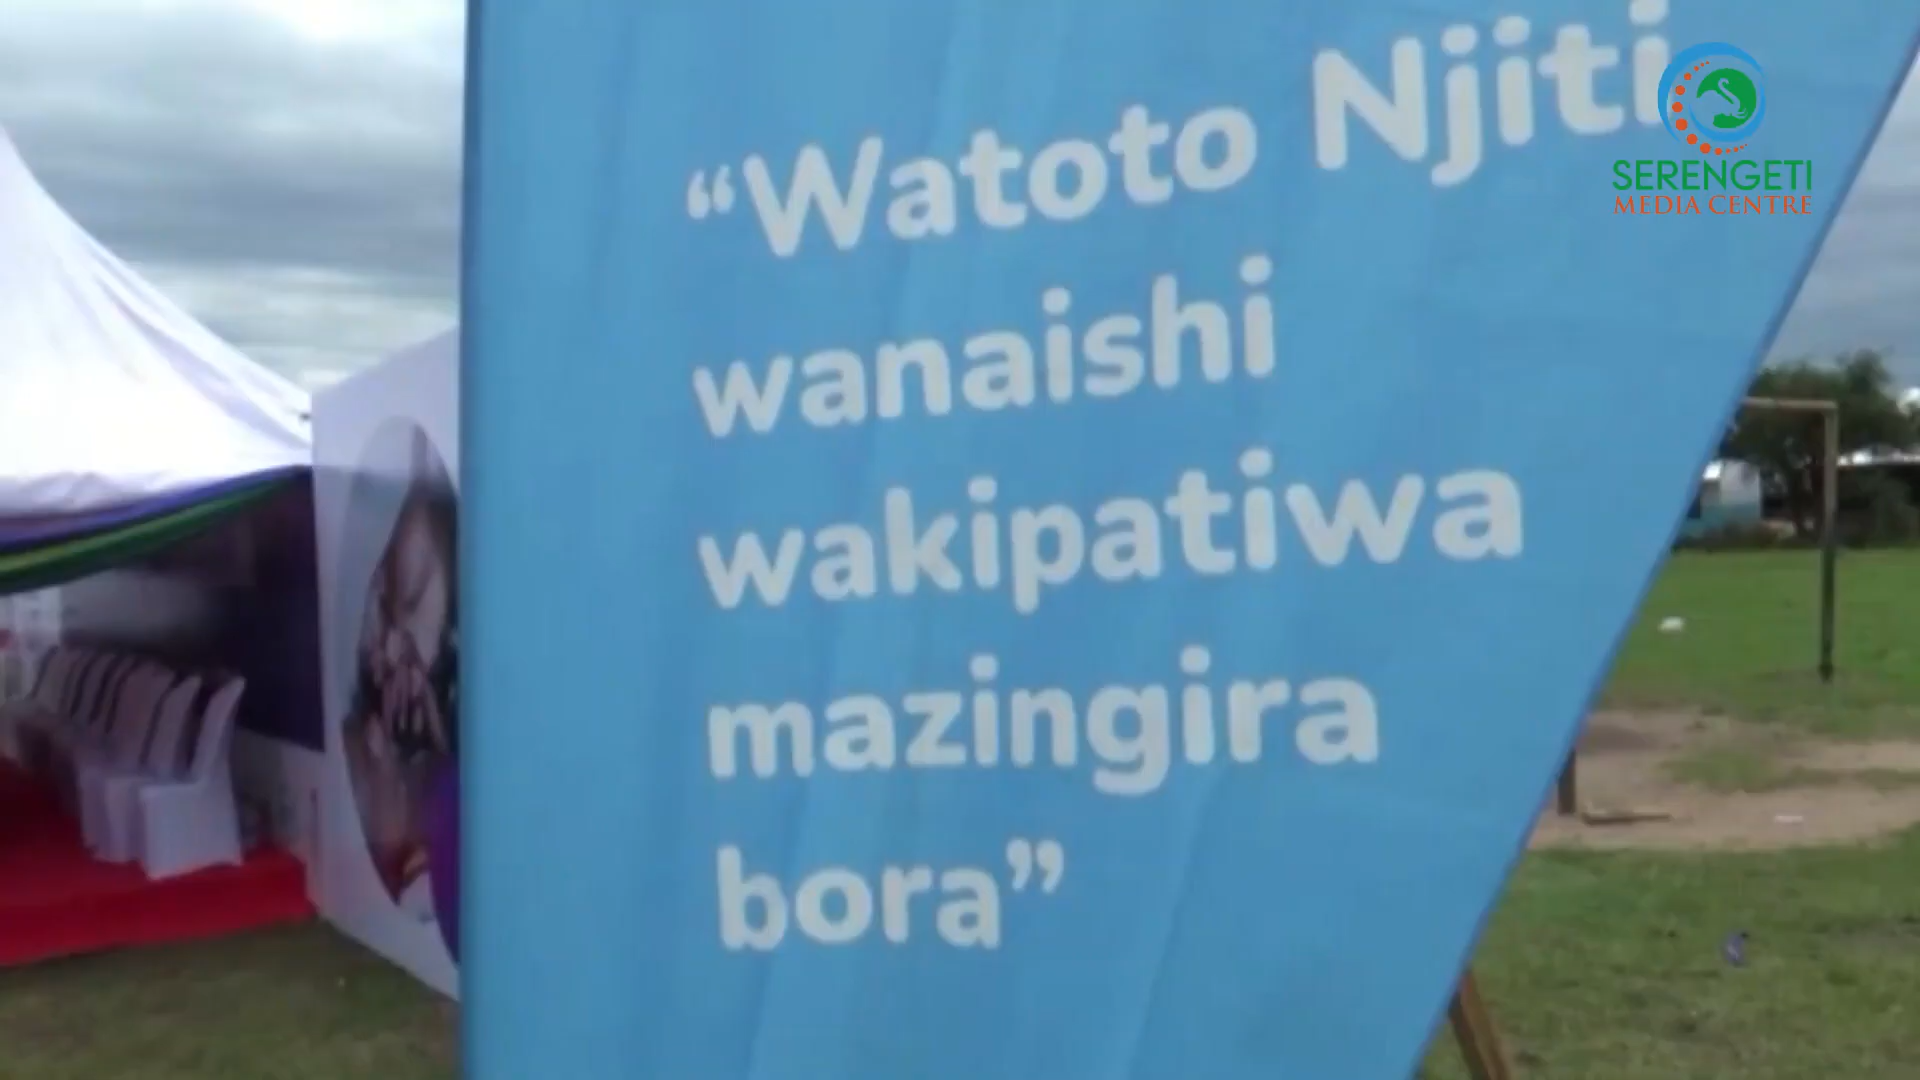 “Watoto Njiti
wanaishi
wakipatiwa
mazingira
bora”
SERENGETI
MEDIA CENTRE